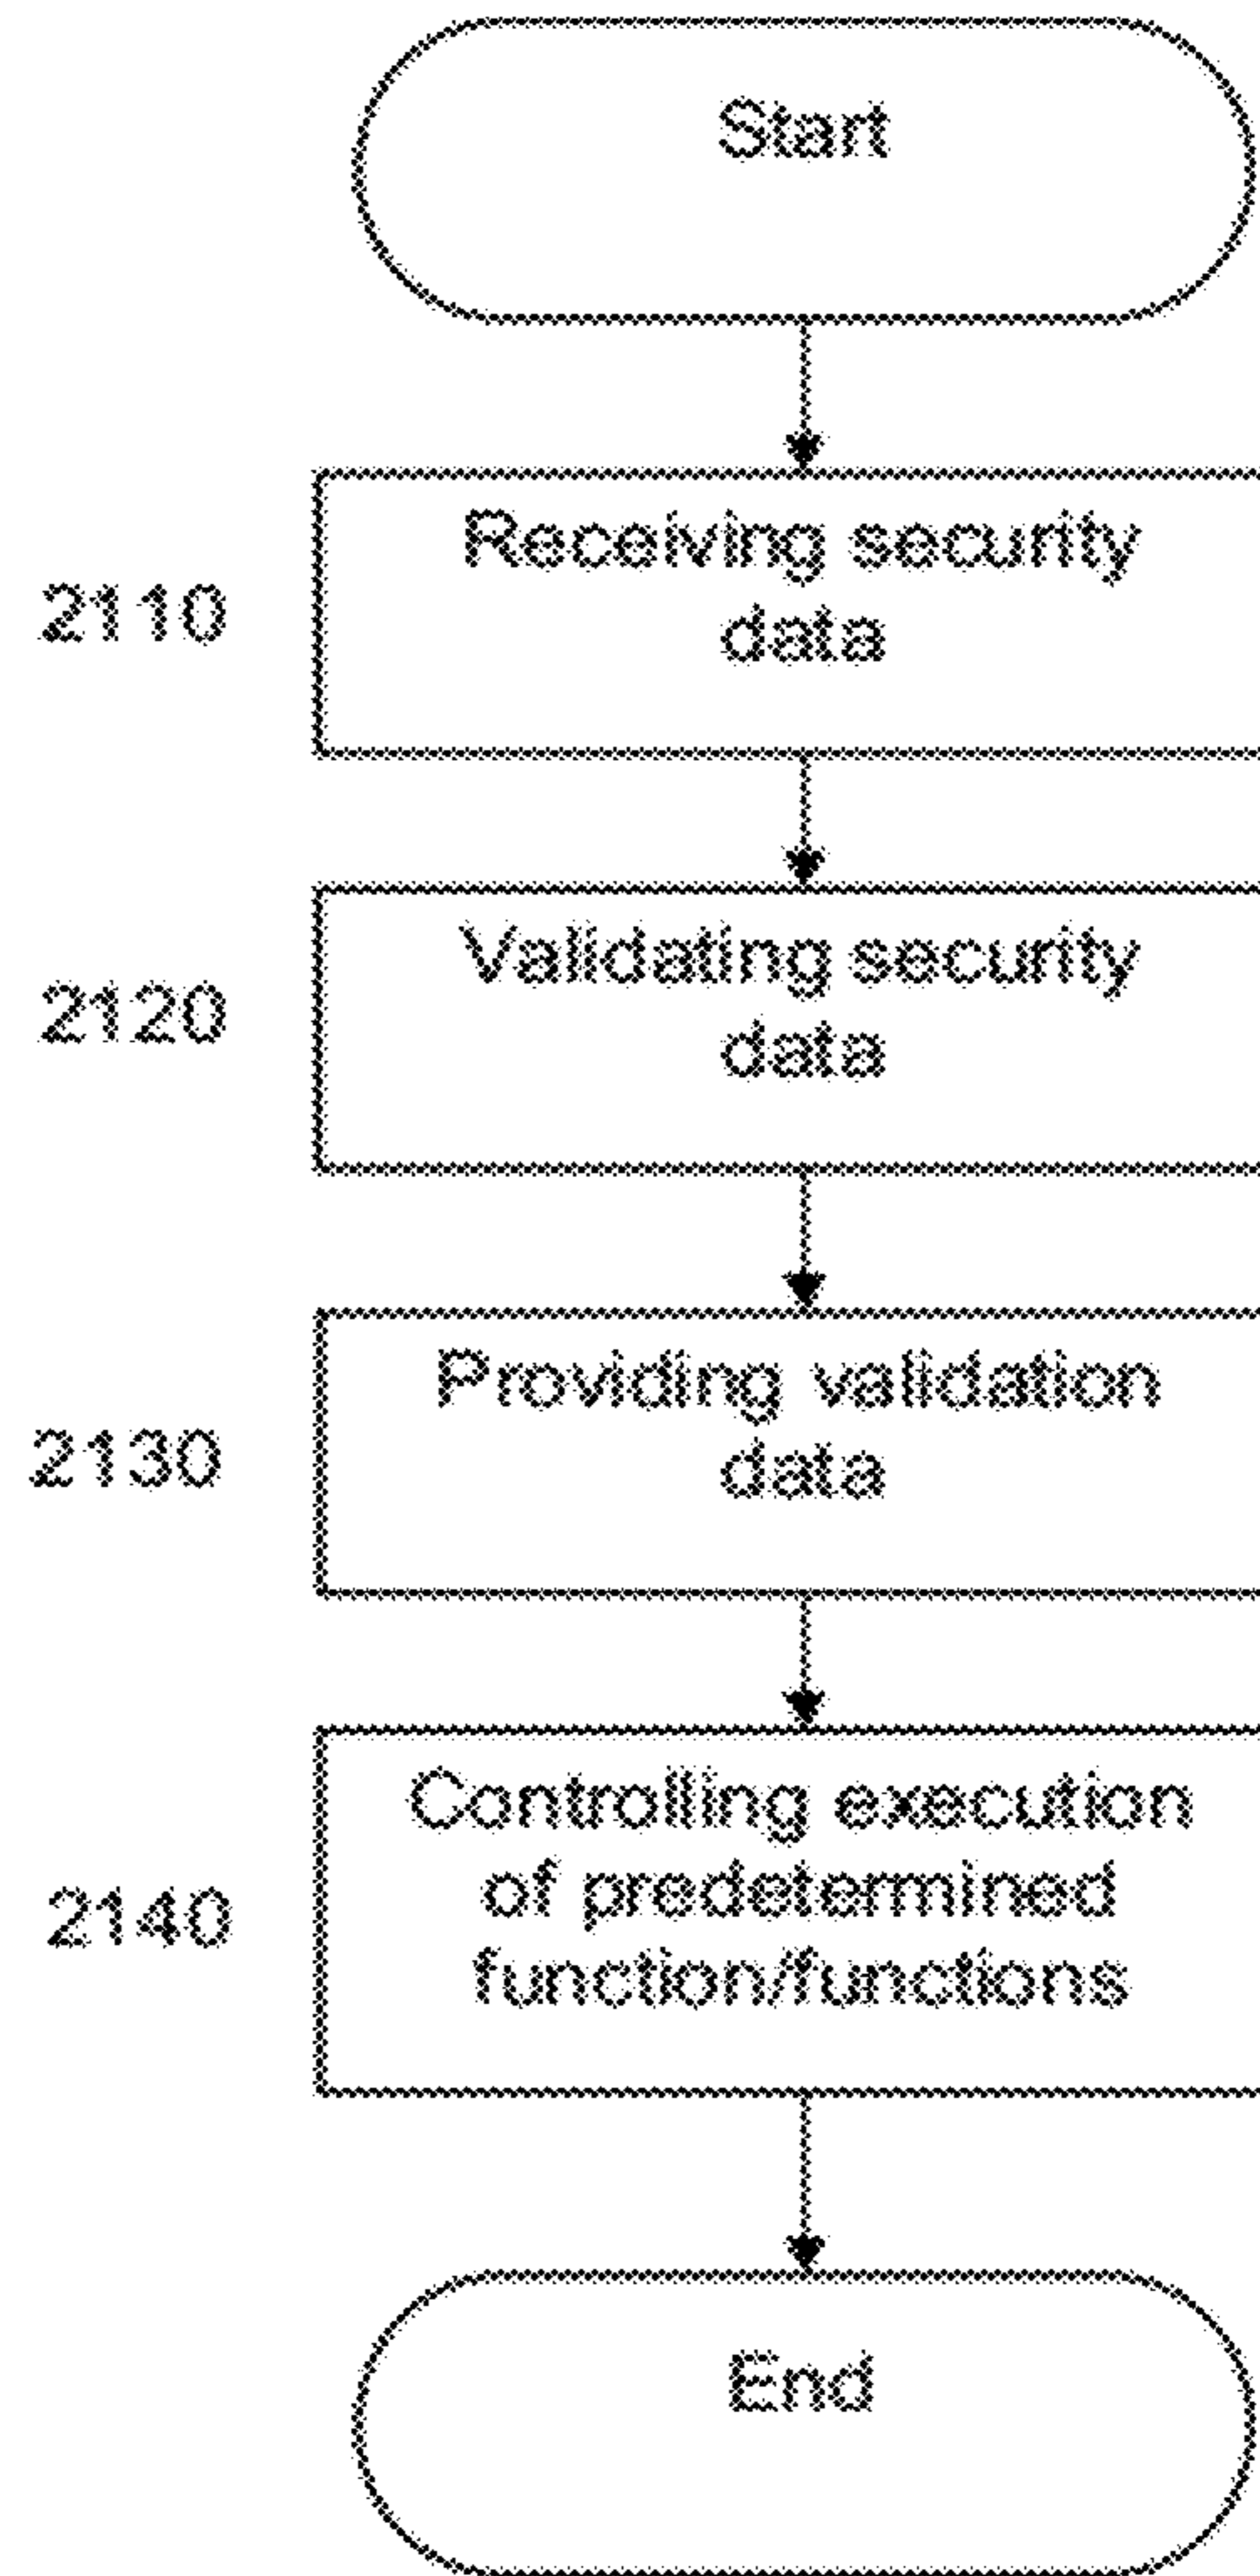 Start
2110
Receiving security
data
2120
Validating security
data
2130
Providing validation
data
2140
Controlling execution
of predetermined
function/functions
End